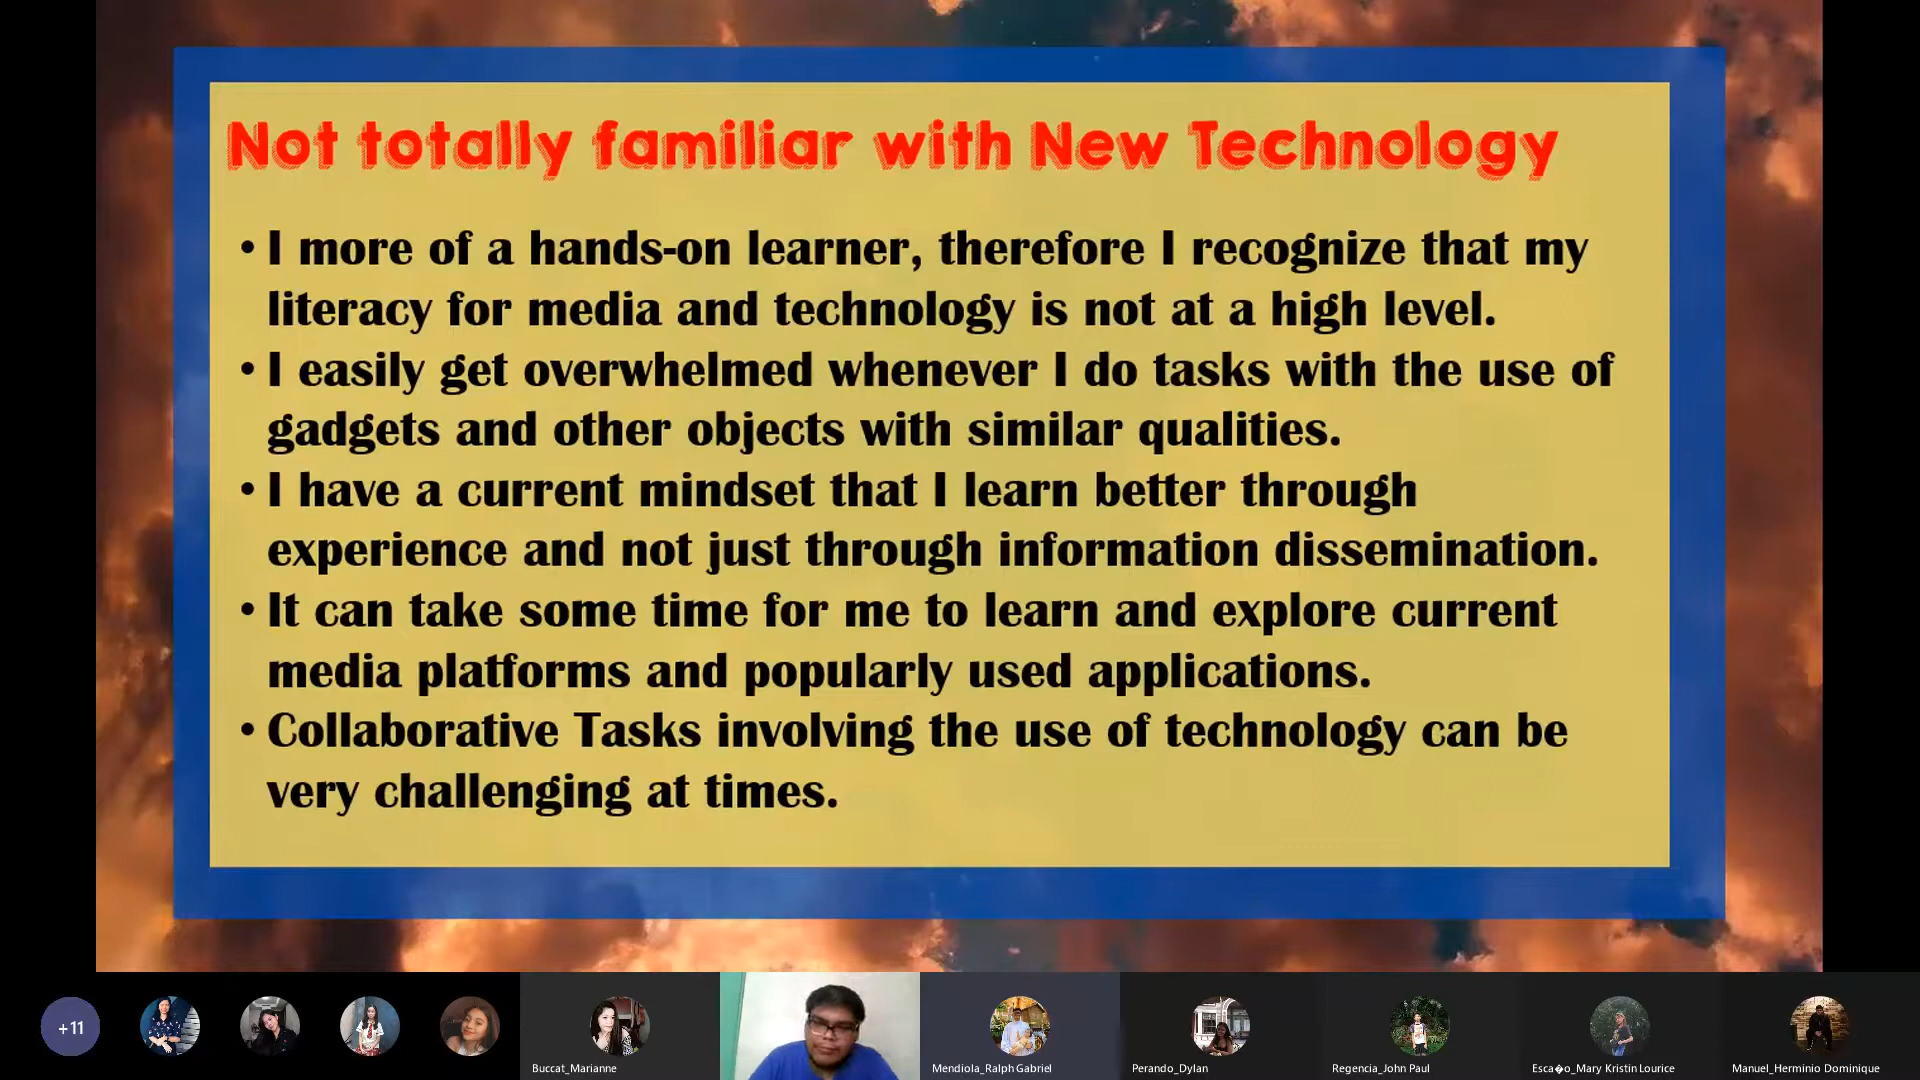 Not totally familiar with New Technology
• I more of a hands-on learner, therefore I recognize that my
literacy for media and technology is not at a high level.
• I easily get overwhelmed whenever I do tasks with the use of
gadgets and other objects with similar qualities.
• I have a current mindset that I learn better through
experience and not just through information dissemination.
• It can take some time for me to learn and explore current
media platforms and popularly used applications.
• Collaborative Tasks involving the use of technology can be
very challenging at times.
+11
Buccat_Marianne
Mendiola_Ralph Gabriel
Perando_Dylan
Regencia_John Paul
Esca�o_Mary Kristin Lourice
Manuel_Herminio Dominique